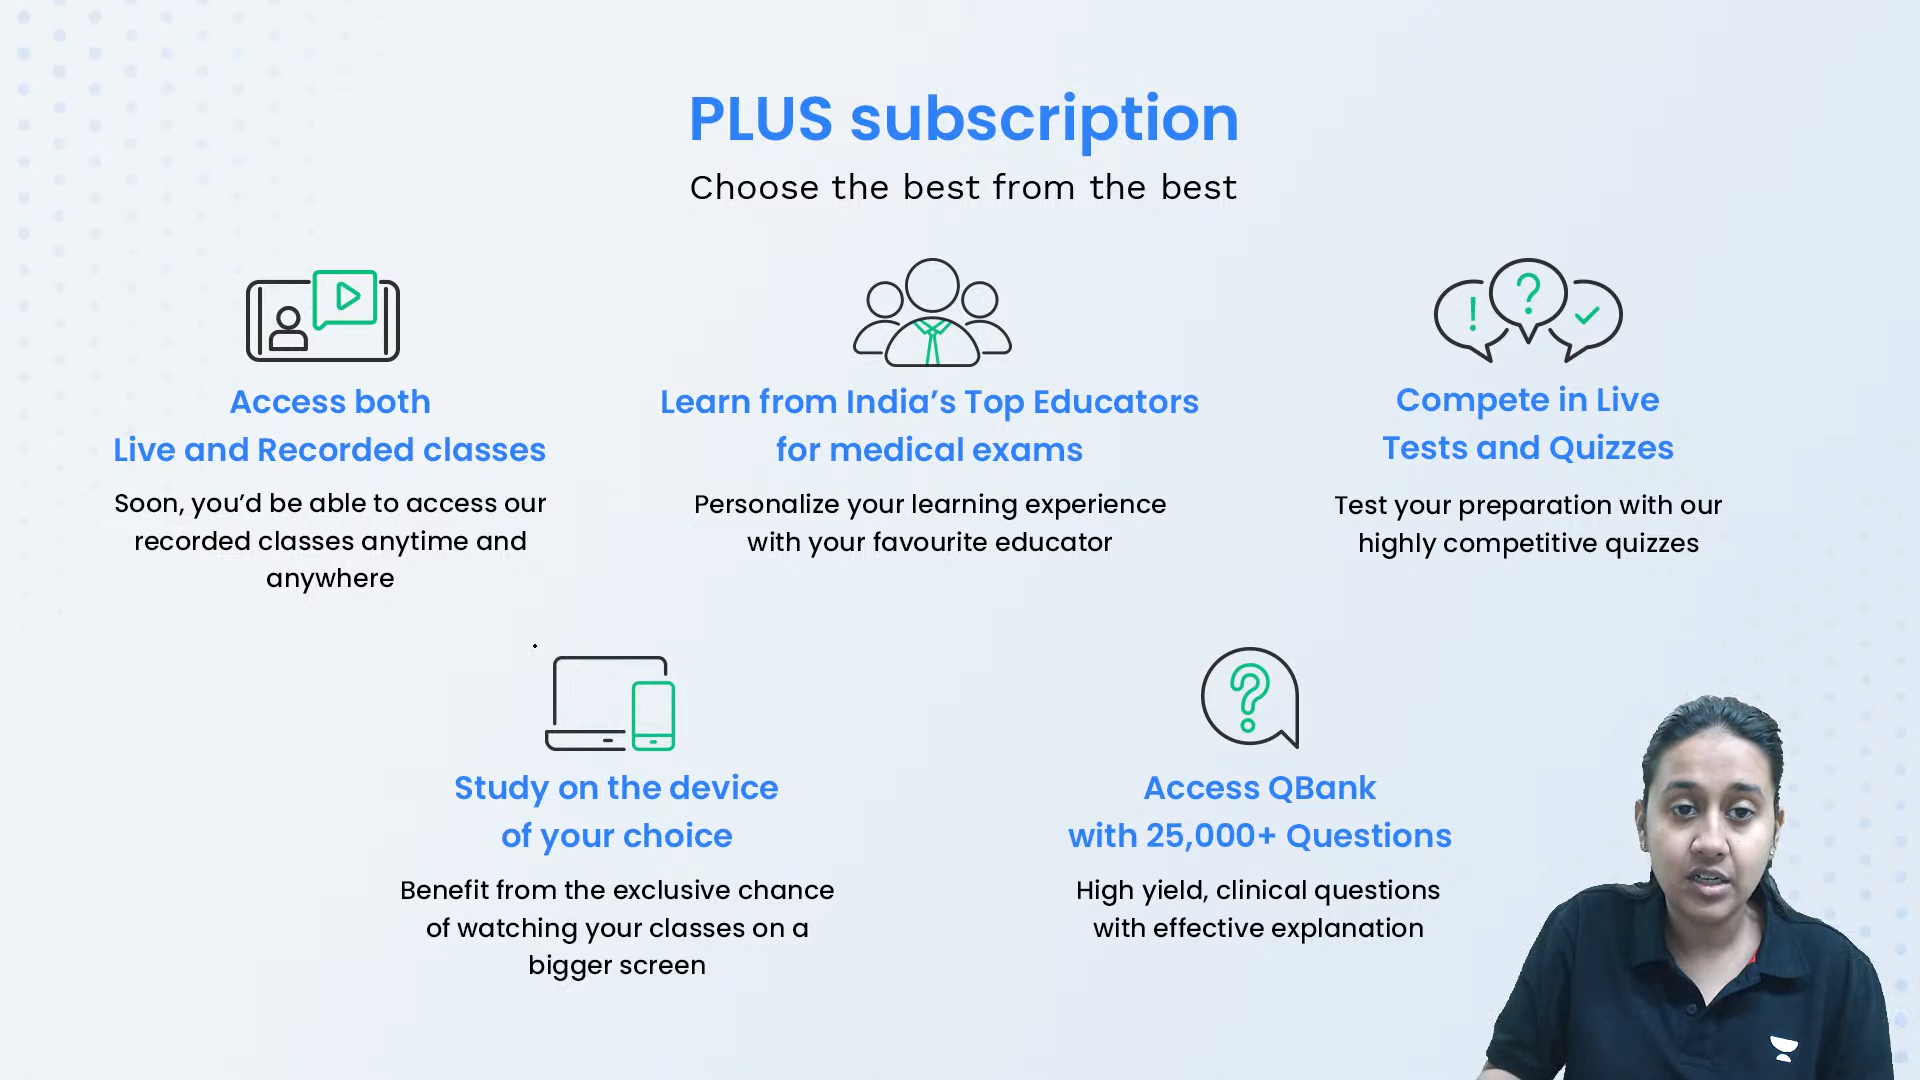 PLUS subscription
Choose the best from the best
Access both
Live and Recorded classes
Soon, you’d be able to access our
recorded classes anytime and
anywhere
Learn from India’s Top Educators
for medical exams
Personalize your learning experience
with your favourite educator
Compete in Live
Tests and Quizzes
Test your preparation with our
highly competitive quizzes
Study on the device
of your choice
Benefit from the exclusive chance
of watching your classes on a
bigger screen
Access QBank
with 25,000+ Questions
High yield, clinical questions
with effective explanation